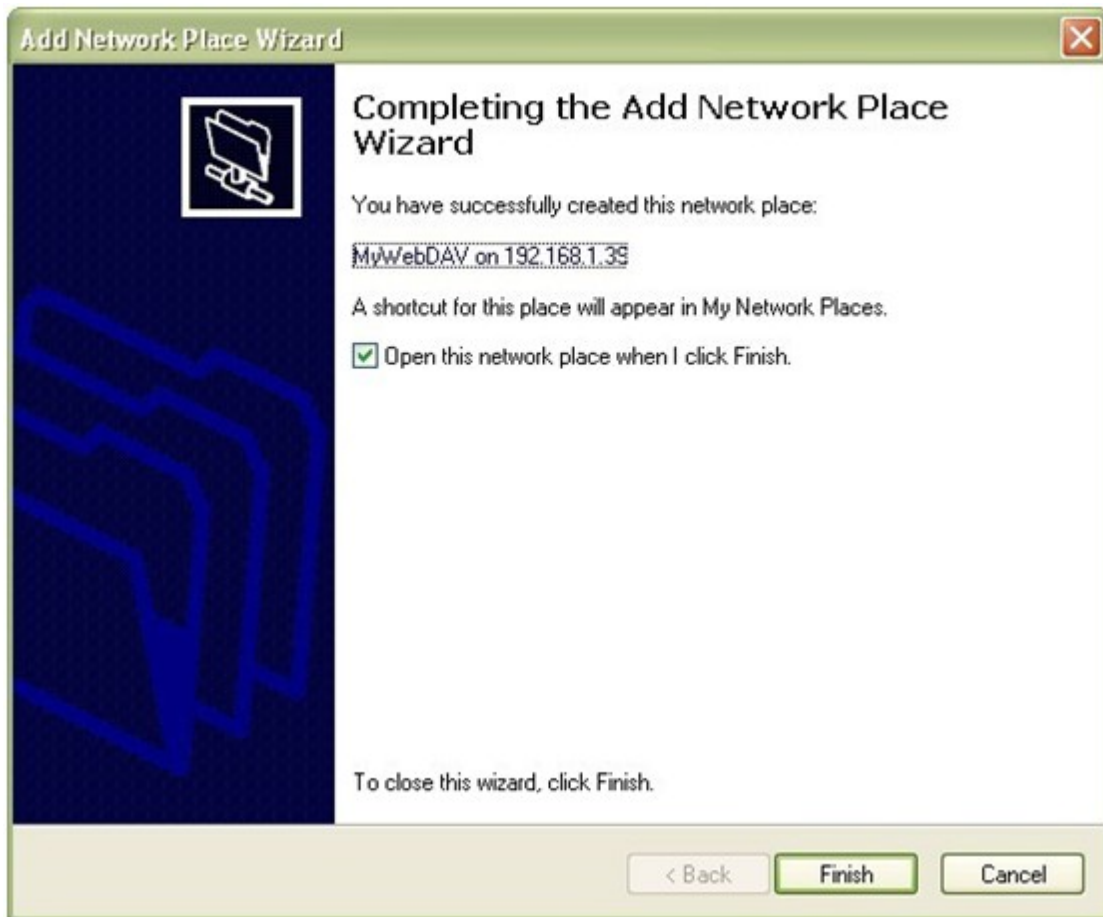 Add Network Place Wizard
Completing the Add Network Place
Wizard
You have successfully created this network place:
MyWebDAV on 192.168.1.39
A shortcut for this place will appear in My Network Places.
Open this network place when I click Finish.
To close this wizard, click Finish.
< Back Finish Cancel